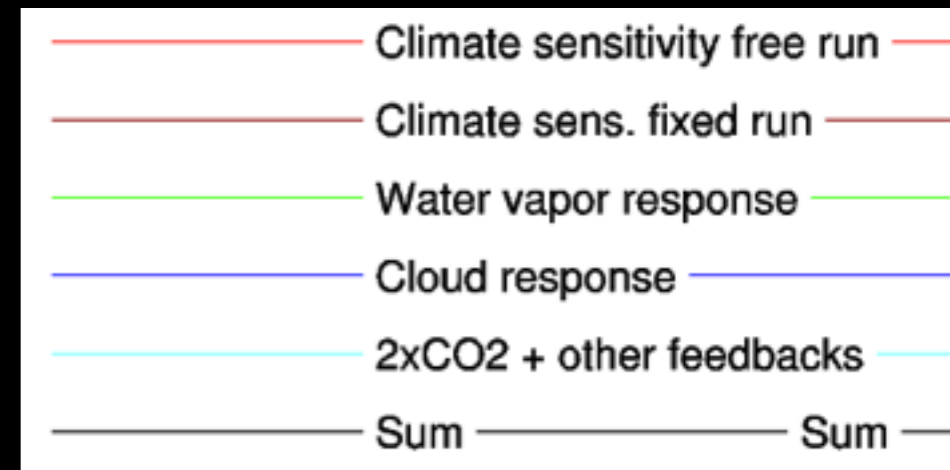 Climate sensitivity free run
Climate sens. fixed run
Water vapor response
Cloud response
2xCO2 + other feedbacks
Sum Sum